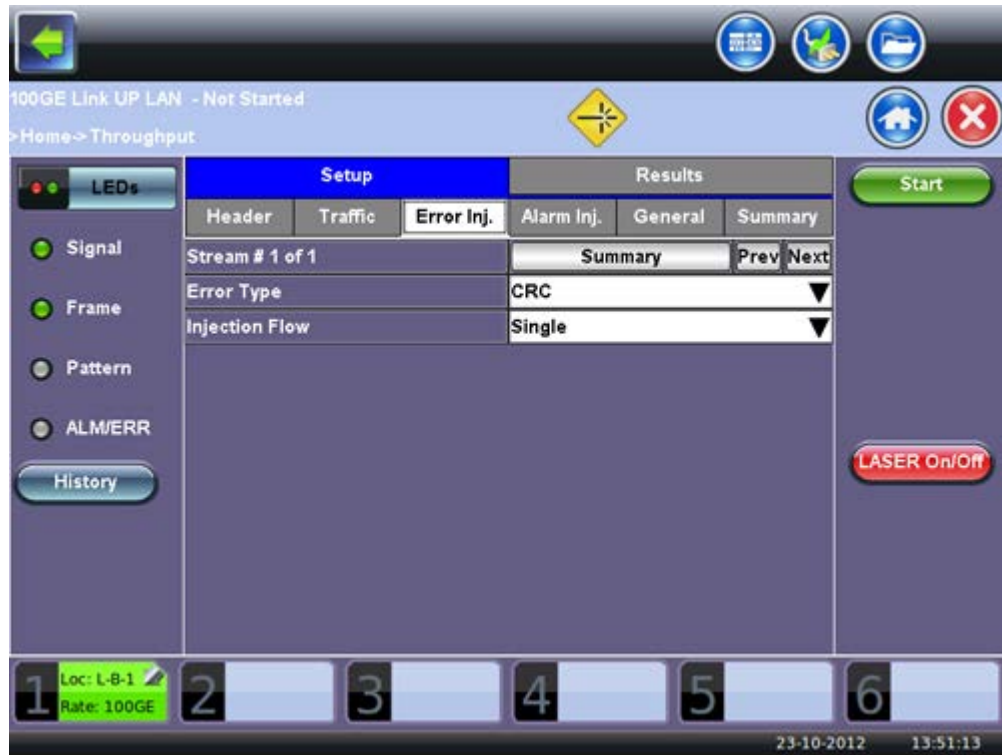 100GE Link UP LAN - Not Started
>Home->Throughput
LEDs
Setup
Results
Start
Header
Traffic
Error Inj.
Alarm Inj.
General
Summary
Signal
Stream # 1 of 1
Summary
Prev
Next
Error Type
CRC
Frame
Injection Flow
Single
Pattern
ALM/ERR
LASER On/Off
History
1
Loc: L-8-1
Rate: 100GE
2
3
4
5
6
23-10-2012 13:51:13